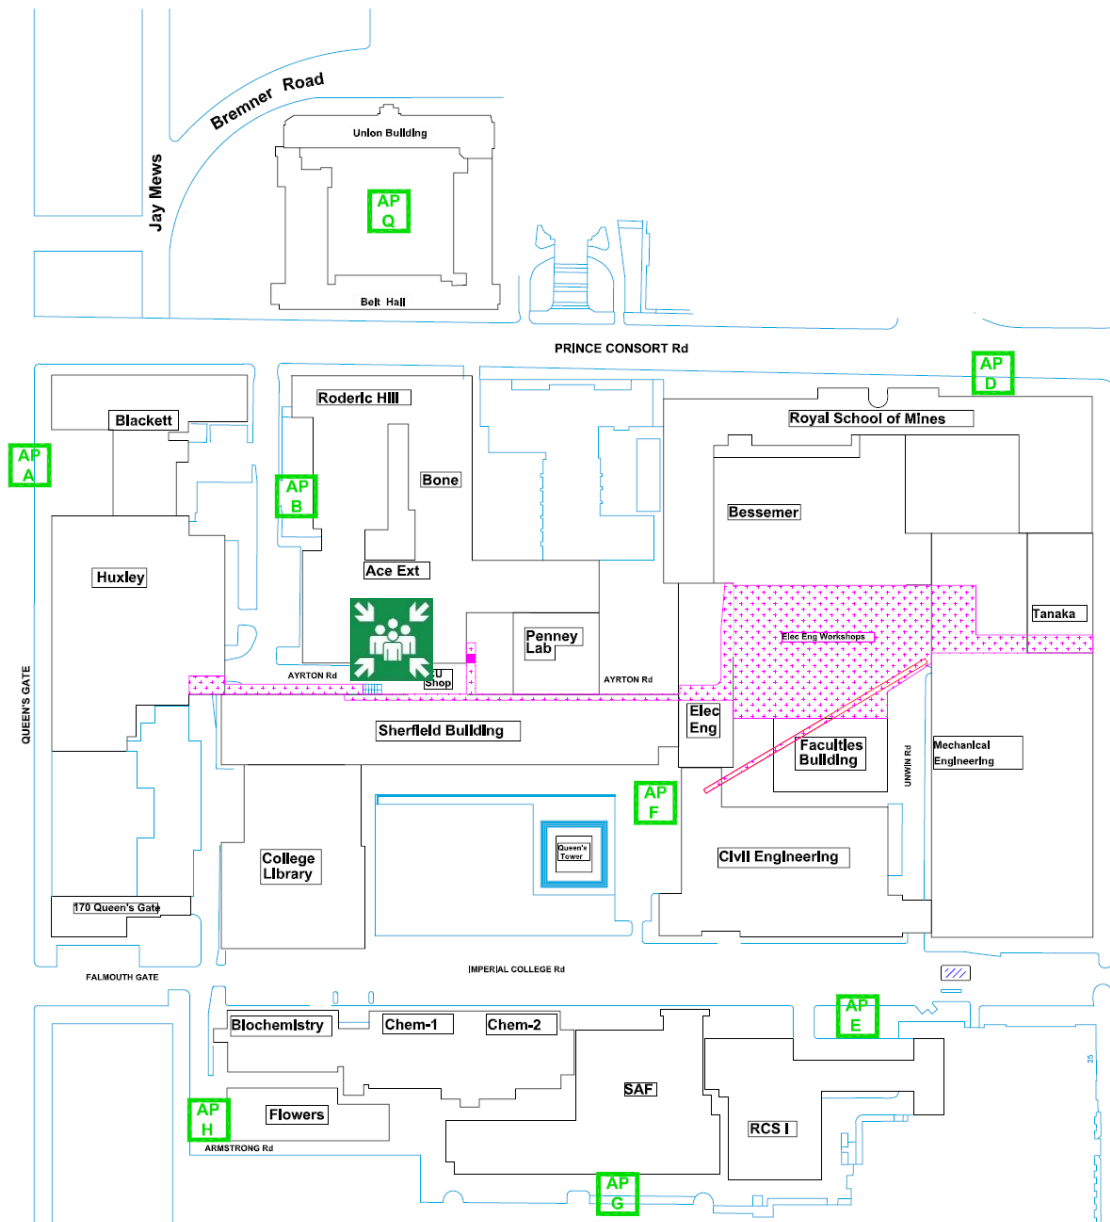 Bremner Road
Jay Mews
Union Building
AP
Q
Belt Hall
PRINCE CONSORT Rd
AP
D
Roderic Hill
Blackett
Royal School of Mines
AP
A
Bone
AP
B
Bessemer
Huxley
Ace Ext
Penney
Lab
Elec Eng Workshops
Tanaka
AYRTON Rd
Shop
AYRTON Rd
QUEEN'S GATE
Sherfield Building
Elec
Eng
Faculties
Building
UNWIN Rd
Mechanical
Engineering
AP
F
College
Library
Queen's
Tower
Civil Engineering
170 Queen's Gate
FALMOUTH GATE
IMPERIAL COLLEGE Rd
AP
E
Biochemistry
Chem-1
Chem-2
25
SAF
AP
H
Flowers
RCS I
ARMSTRONG Rd
AP
G